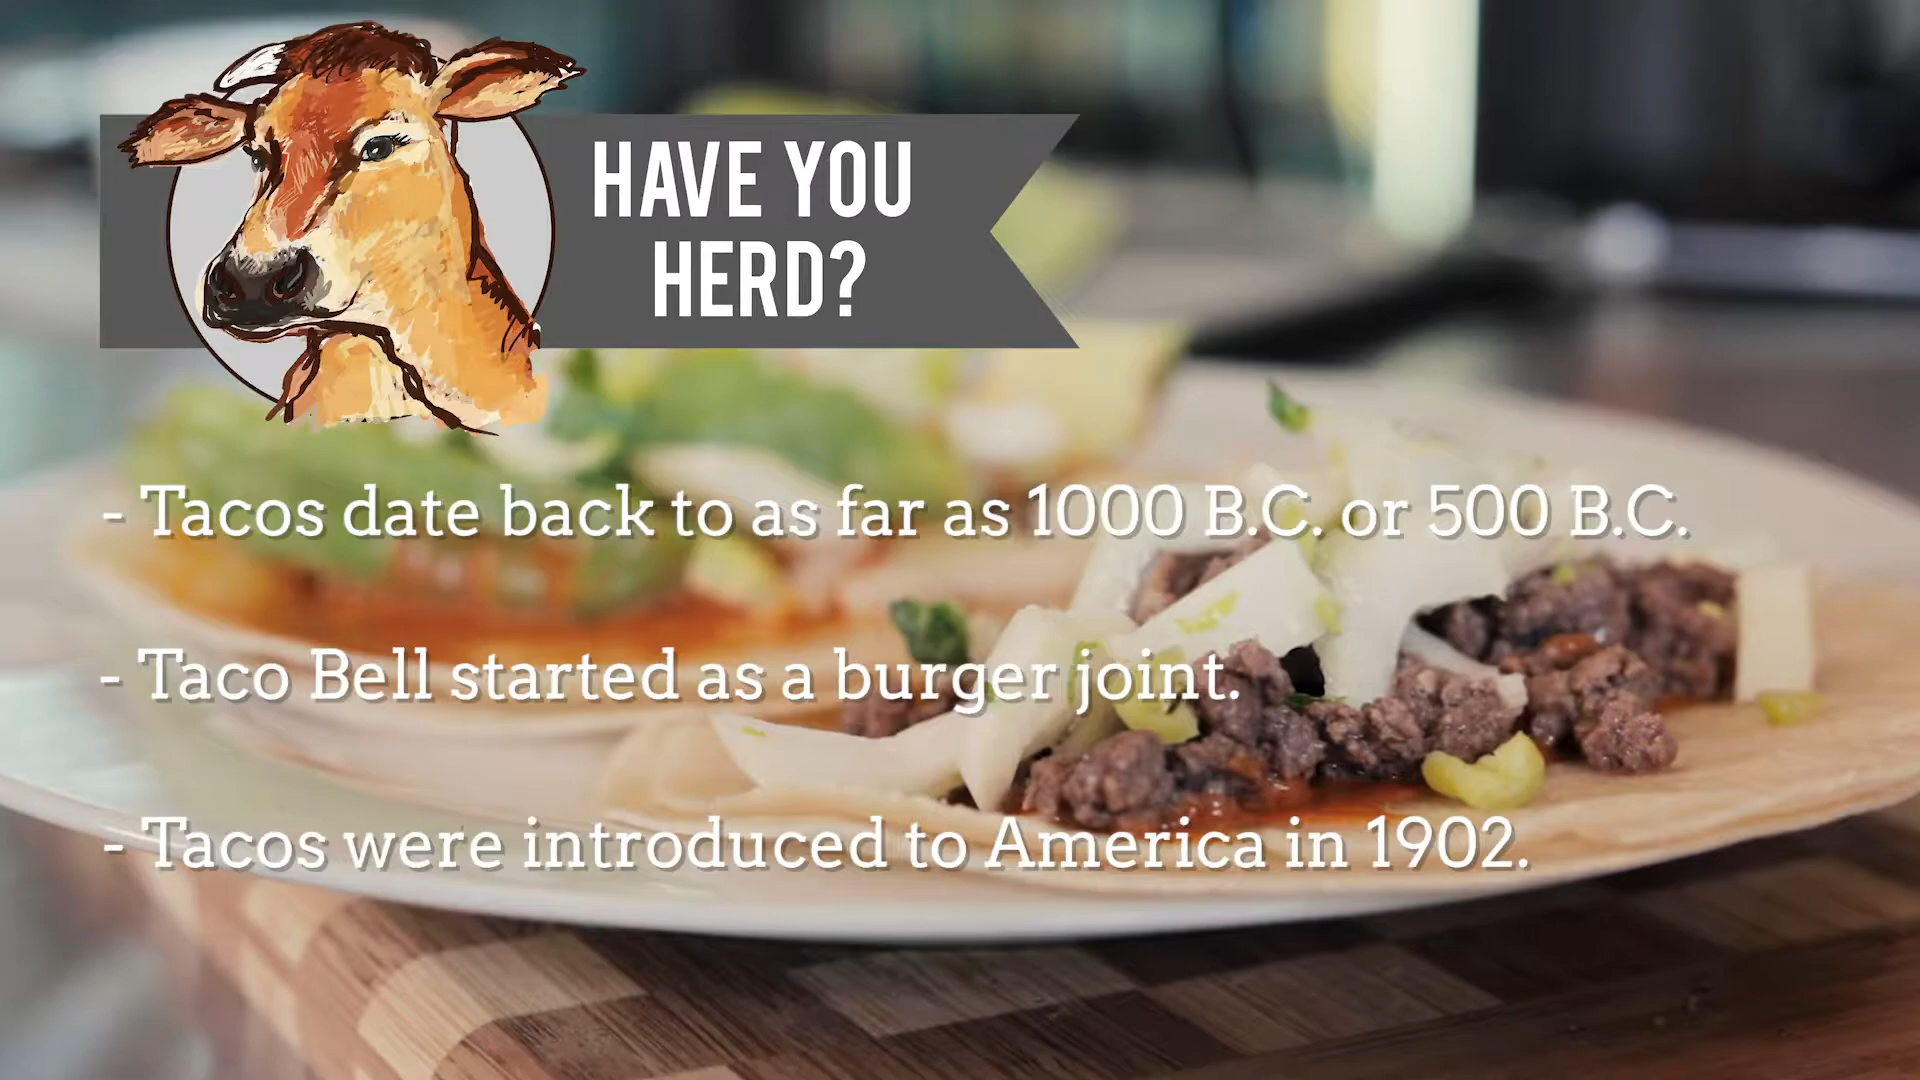 HAVE YOU
HERD?
- Tacos date back to as far as 1000 B.C. or 500 B.C.
- Taco Bell started as a burger joint.
- Tacos were introduced to America in 1902.